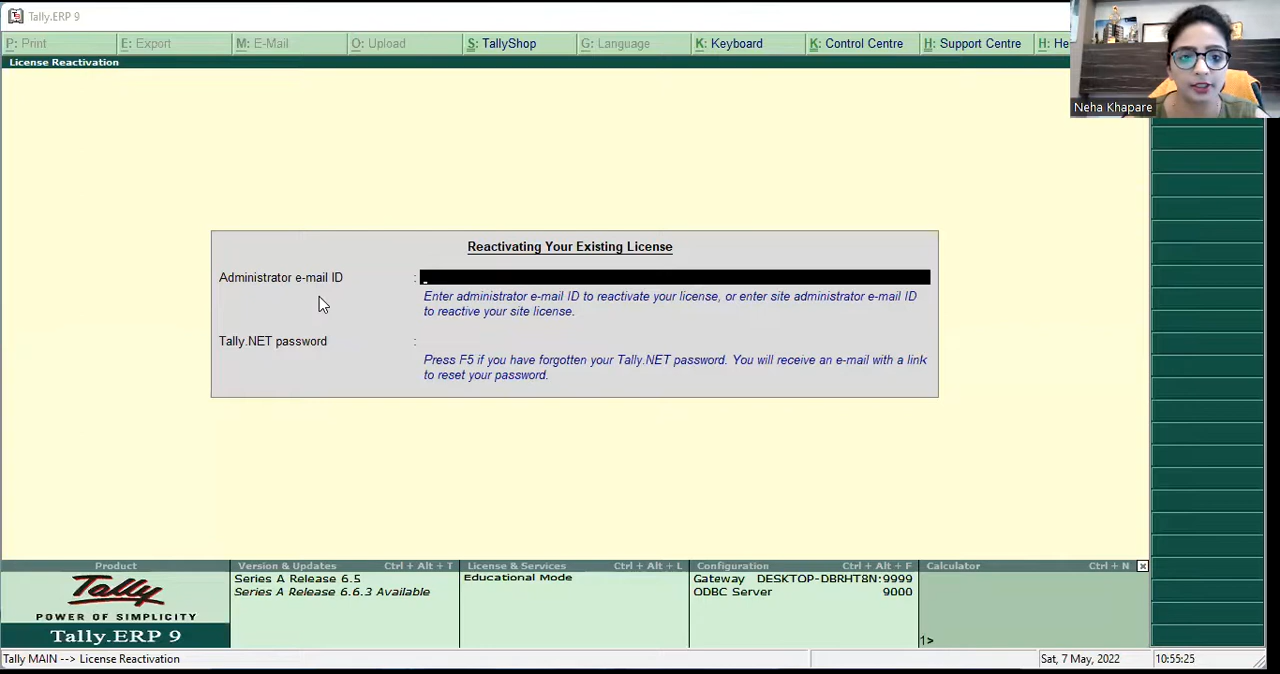 Tally.ERP 9
P: Print
E: Export
M: E-Mail
O: Upload
S: TallyShop
G: Language
K: Keyboard
K: Control Centre
H: Support Centre
H: He
Neha Khapare
License Reactivation
Reactivating Your Existing License
Administrator e-mail ID :
Enter administrator e-mail ID to reactivate your license, or enter site administrator e-mail ID
to reactive your site license.
Tally.NET password :
Press F5 if you have forgotten your Tally.NET password. You will receive an e-mail with a link
to reset your password.
Product
Tally
POWER OF SIMPLICITY
Tally.ERP 9
Version & Updates Ctrl + Alt + T
Series A Release 6.5
Series A Release 6.6.3 Available
License & Services Ctrl + Alt + L
Educational Mode
Configuration Ctrl + Alt + F
Gateway DESKTOP-DBRHT8N:9999
ODBC Server 9000
Calculator Ctrl + N
1>
Tally MAIN --> License Reactivation
Sat, 7 May, 2022
10:55:25